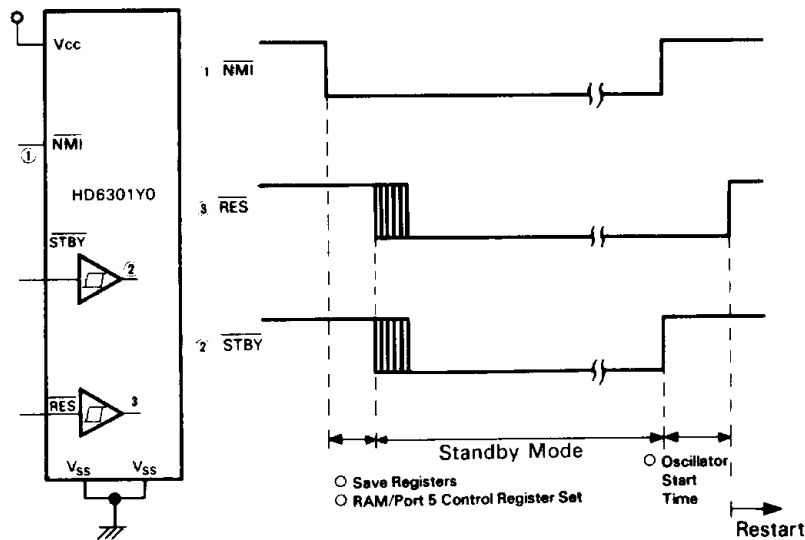 Vcc
① NMI
HD6301Y0
STBY
②
RES
3
VSS VSS
1 NMI
3 RES
② STBY
Standby Mode
○ Save Registers
○ RAM/Port 5 Control Register Set
○ Oscillator
Start
Time
Restart